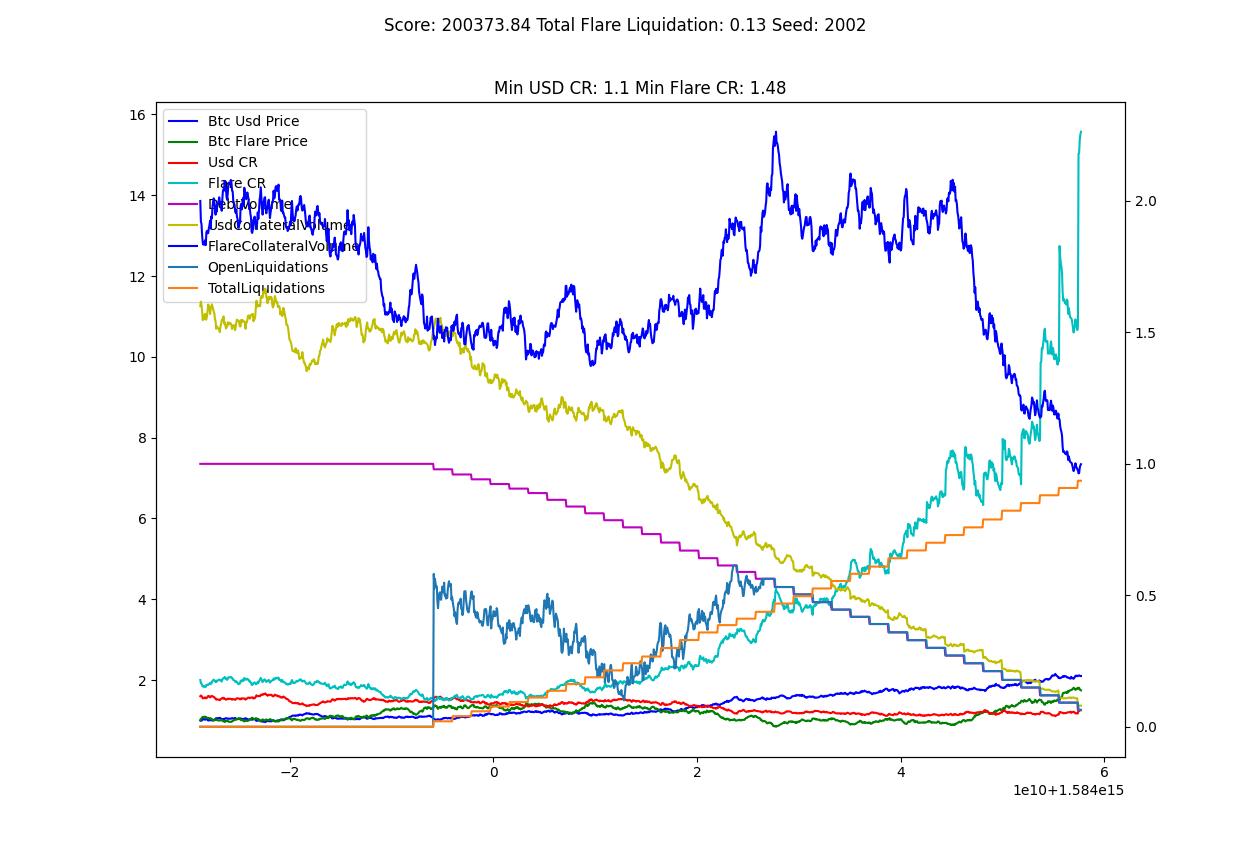 Score: 200373.84 Total Flare Liquidation: 0.13 Seed: 2002
Min USD CR: 1.1 Min Flare CR: 1.48
16
14
12
10
8
6
4
2
Btc Usd Price
Btc Flare Price
Usd CR
Flare CR
DebtVolume
UsdCollateralVolume
FlareCollateralVolume
OpenLiquidations
TotalLiquidations
2.0
1.5
1.0
0.5
0.0
−2
0
2
4
6
1e10+1.584e15